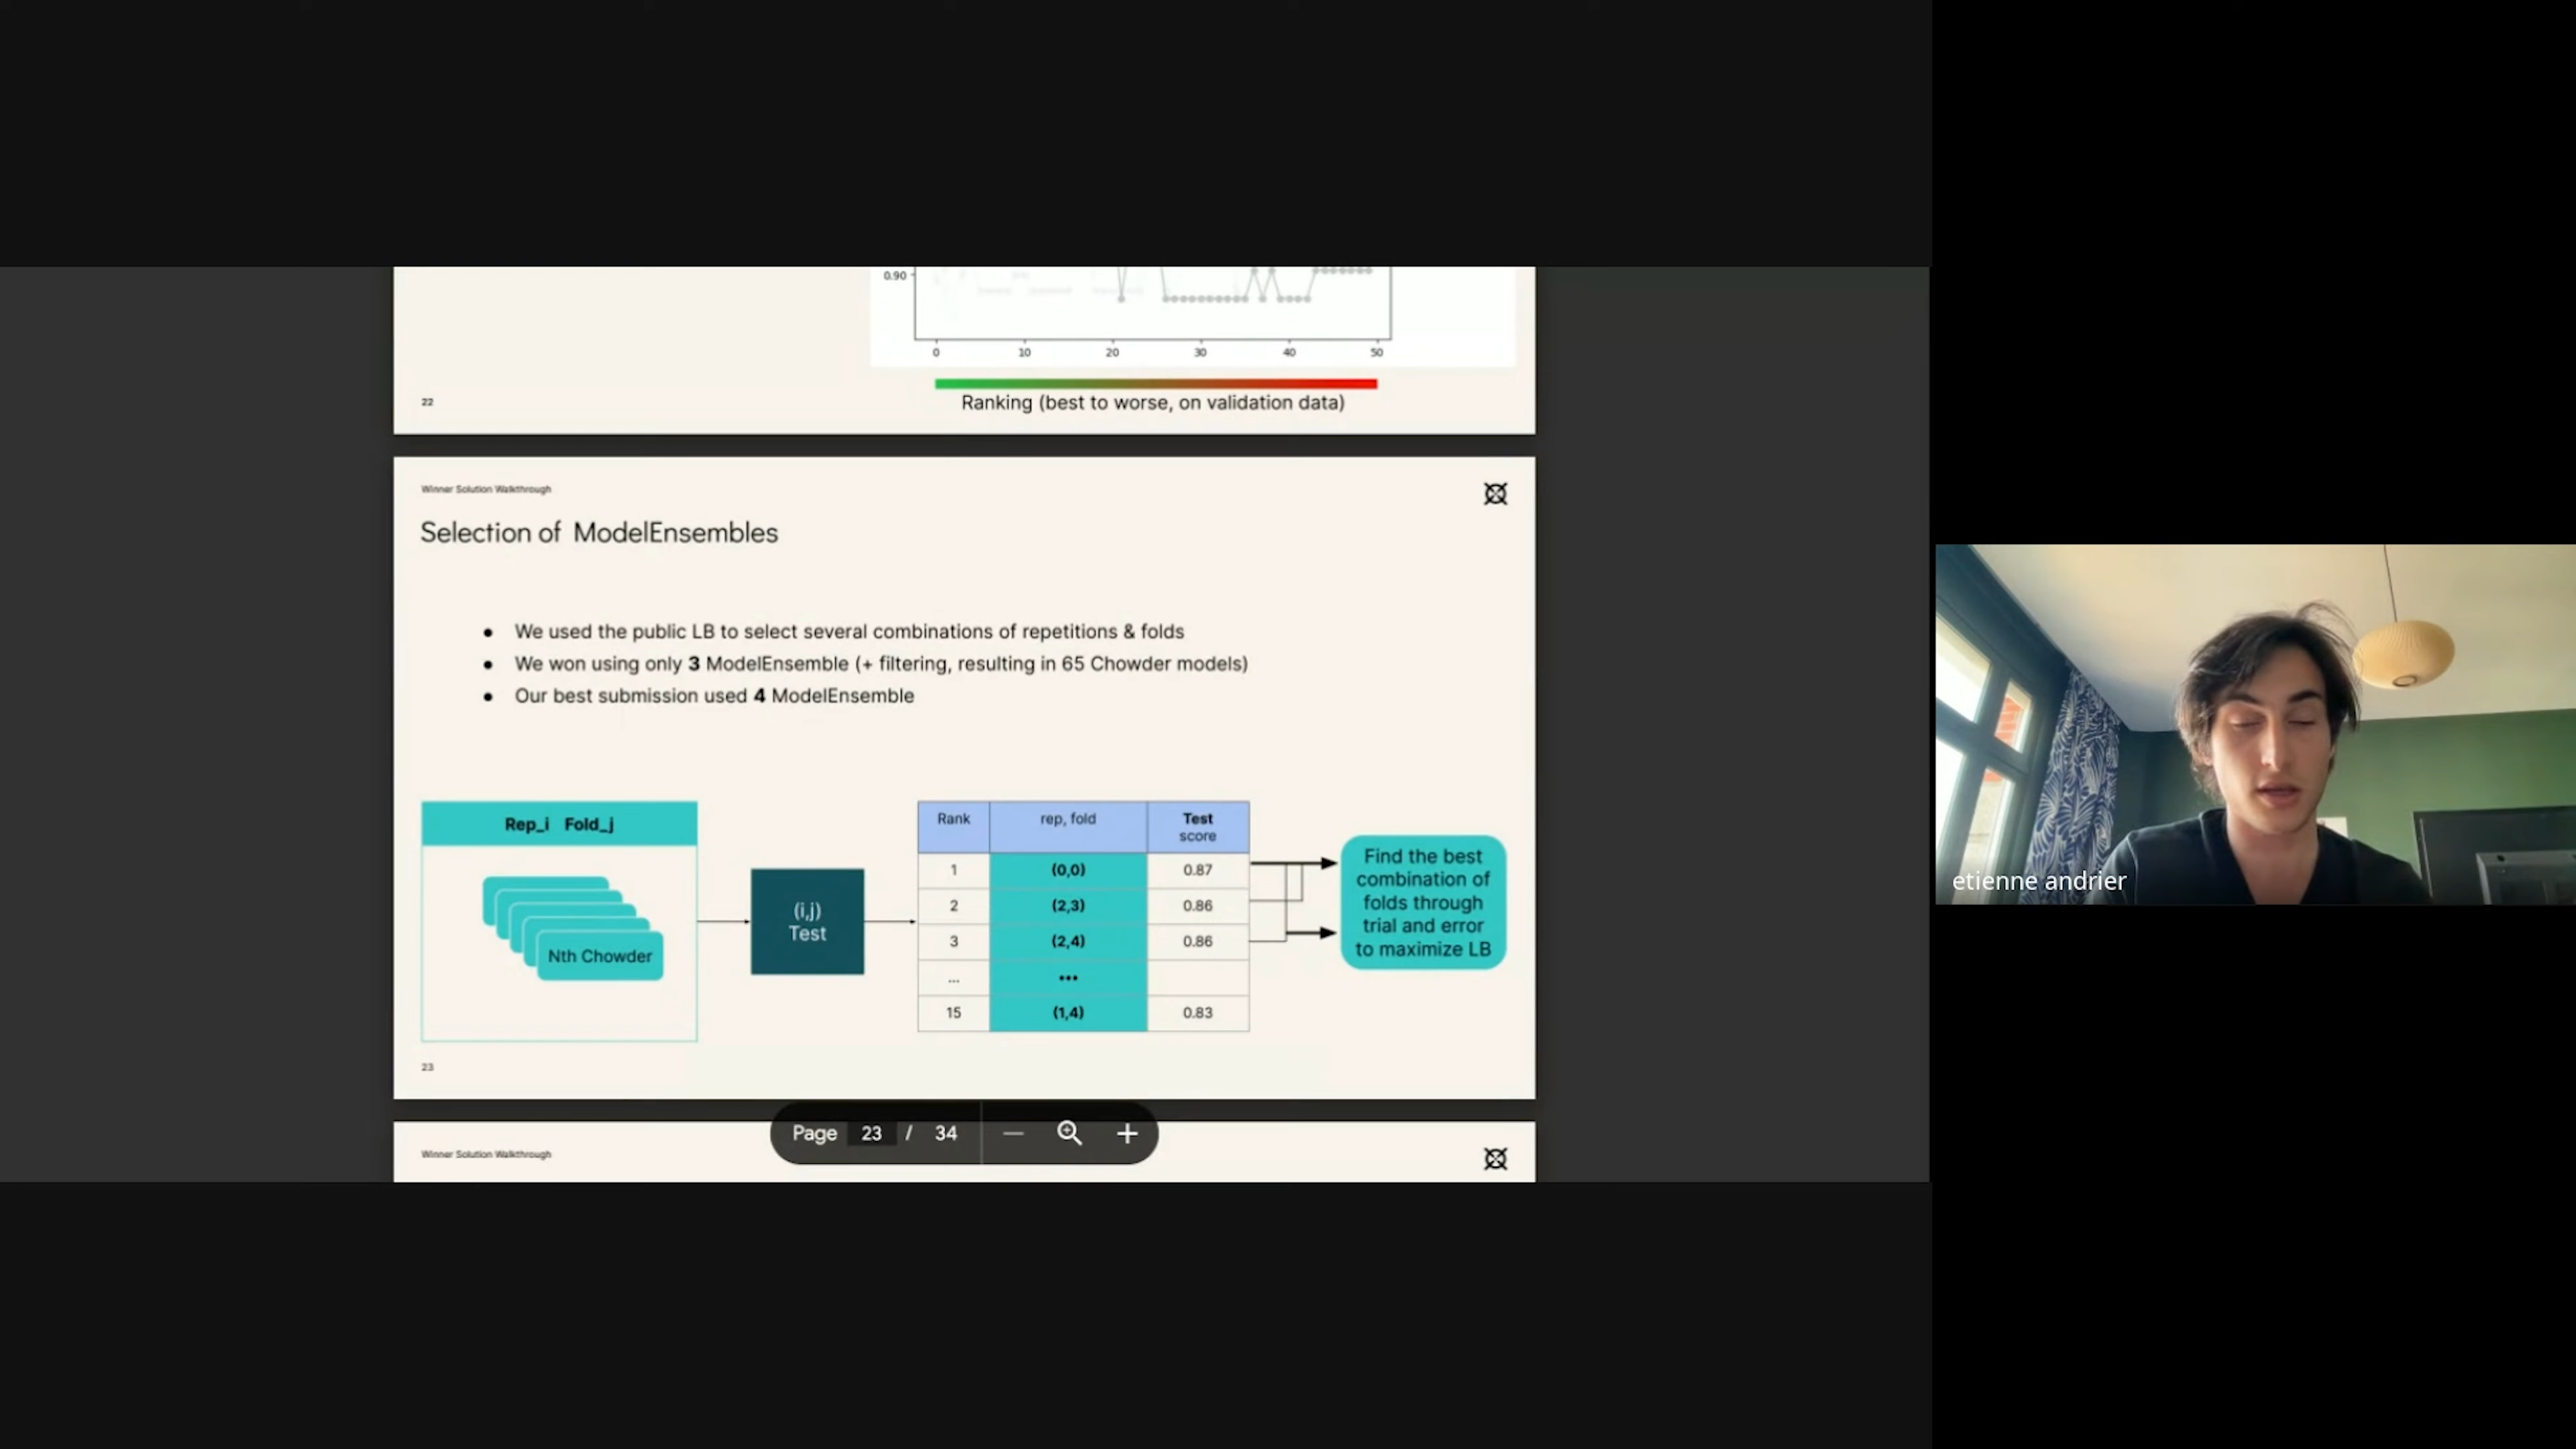 0.90
0 10 20 30 40 50
Ranking (best to worse, on validation data)
22
Winner Solution Walkthrough
Selection of ModelEnsembles
● We used the public LB to select several combinations of repetitions & folds
● We won using only 3 ModelEnsemble (+ filtering, resulting in 65 Chowder models)
● Our best submission used 4 ModelEnsemble
Rep_i Fold_j
Nth Chowder
(i,j)
Test
Rank rep, fold Test
score
1 (0,0) 0.87
2 (2,3) 0.86
3 (2,4) 0.86
... •••
15 (1,4) 0.83
Find the best
combination of
folds through
trial and error
to maximize LB
23
Page 23 / 34
Winner Solution Walkthrough
etienne andrier